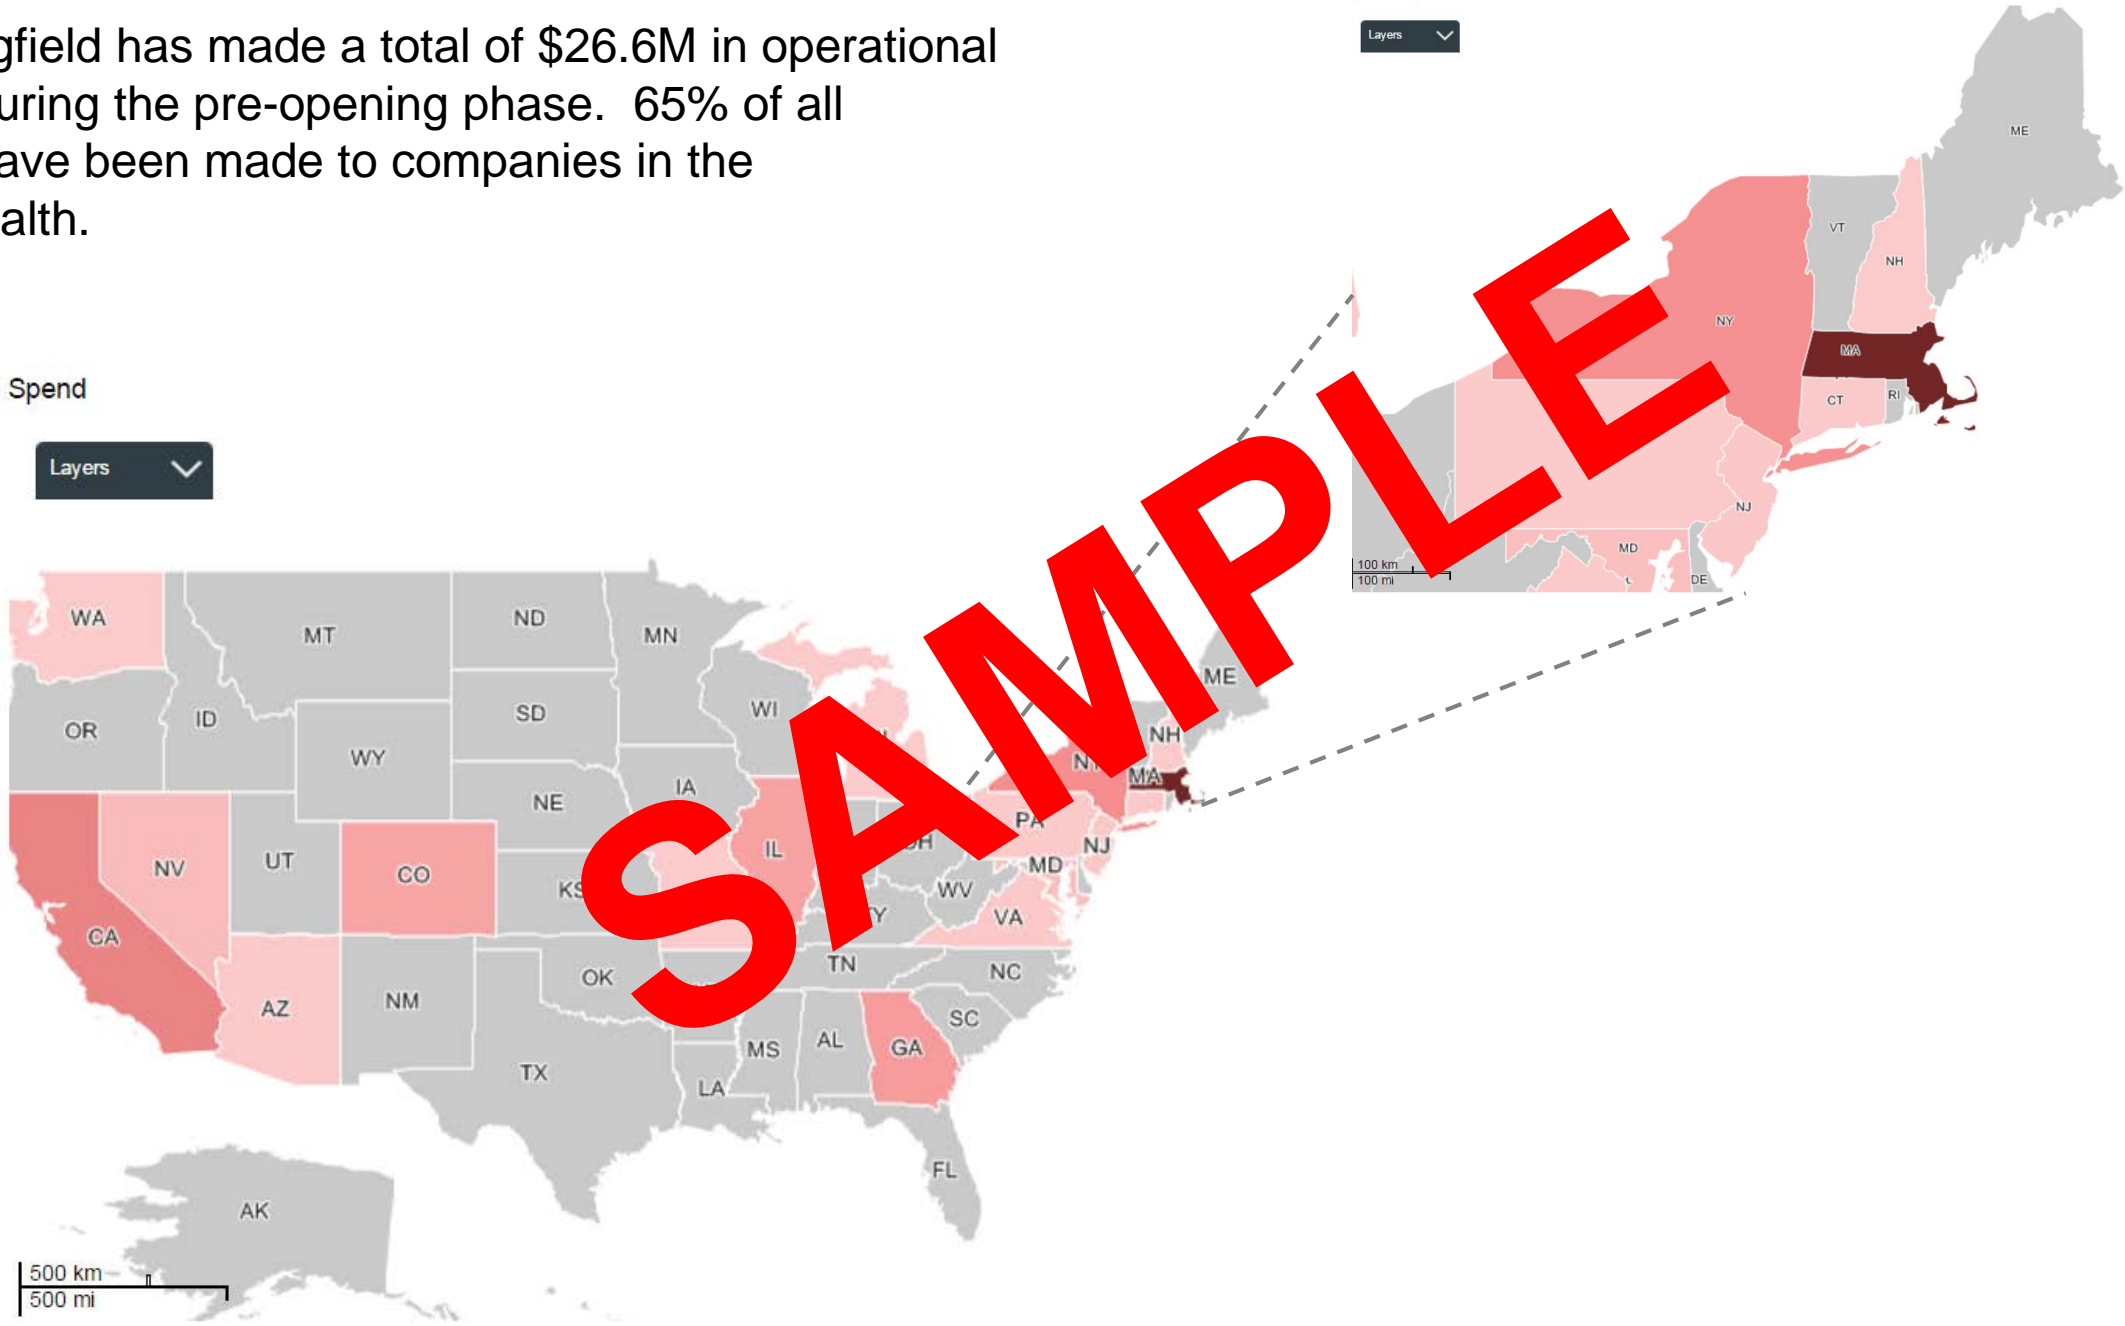 gfield has made a total of $26.6M in operational
uring the pre-opening phase.  65% of all
ave been made to companies in the
alth.
Layers
ME
VT
NH
NY
MA
CT
RI
NJ
MD
DE
100 km
100 mi
Spend
Layers
WA
MT
ND
MN
OR
ID
SD
WI
ME
WY
NH
IA
MA
NE
PA
NV
UT
CO
IL
NJ
MD
KS
WV
VA
CA
TN
NC
OK
AZ
NM
SC
MS
AL
GA
TX
LA
FL
AK
500 km
500 mi
SAMPLE